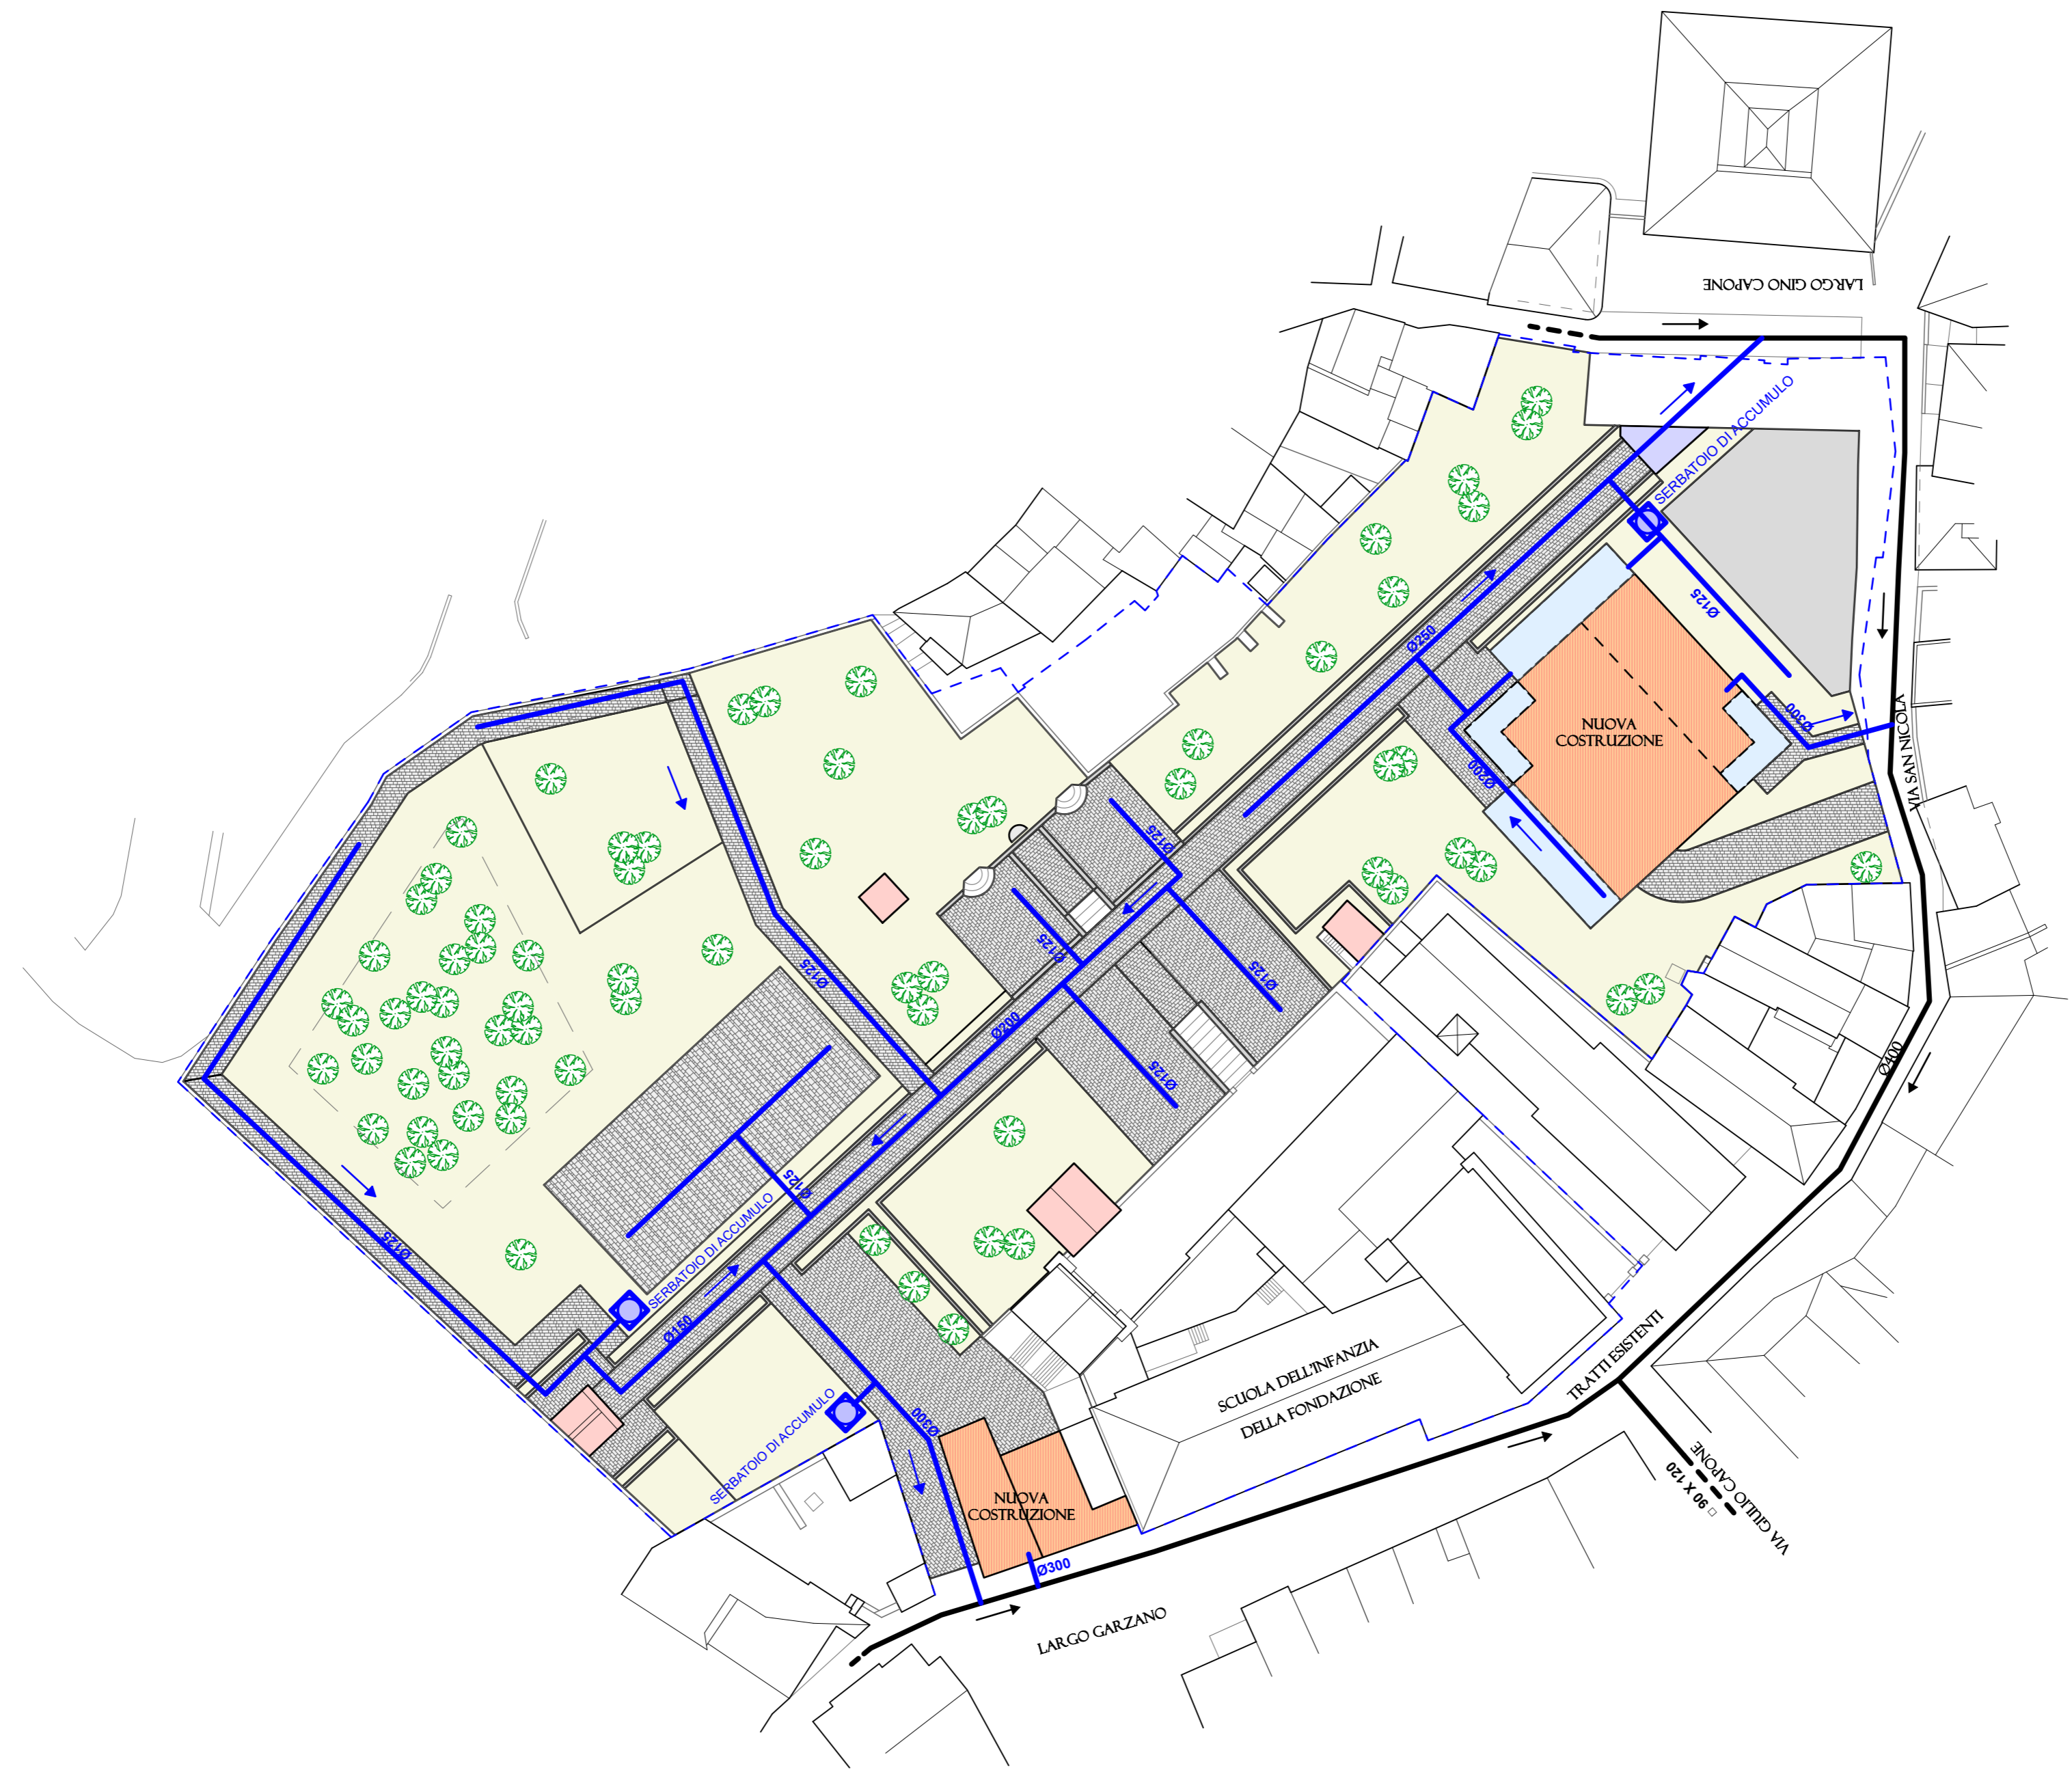 LARGO GINO CAPONE
SERBATOIO DI ACCUMULO
Ø125
Ø250
Ø300
VIA SAN NICOLA
NUOVA
COSTRUZIONE
Ø200
Ø125
Ø125
Ø125
Ø125
Ø200
Ø125
Ø125
Ø125
SERBATOIO DI ACCUMULO
Ø150
Ø400
TRATTI ESISTENTI
SCUOLA DELL'INFANZIA
DELLA FONDAZIONE
SERBATOIO DI ACCUMULO
Ø300
VIA GIULIO CAPONE
□ 90 X 120
NUOVA
COSTRUZIONE
Ø300
LARGO GARZANO